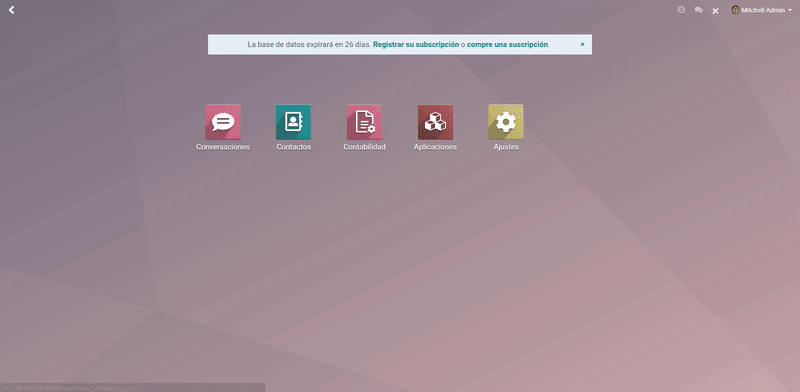 Mitchell Admin
La base de datos expirará en 26 días. Registrar su subscripción o compre una suscripción.
Conversaciones
Contactos
Contabilidad
Aplicaciones
Ajustes